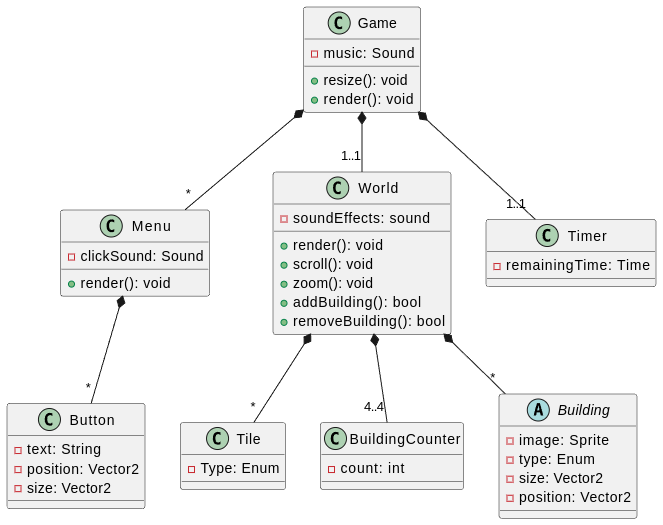 C Game
music: Sound
resize(): void
render(): void
*
1..1
1..1
C Menu
clickSound: Sound
render(): void
C World
soundEffects: sound
render(): void
scroll(): void
zoom(): void
addBuilding(): bool
removeBuilding(): bool
C Timer
remainingTime: Time
*
*
4..4
*
C Button
text: String
position: Vector2
size: Vector2
C Tile
Type: Enum
C BuildingCounter
count: int
A Building
image: Sprite
type: Enum
size: Vector2
position: Vector2